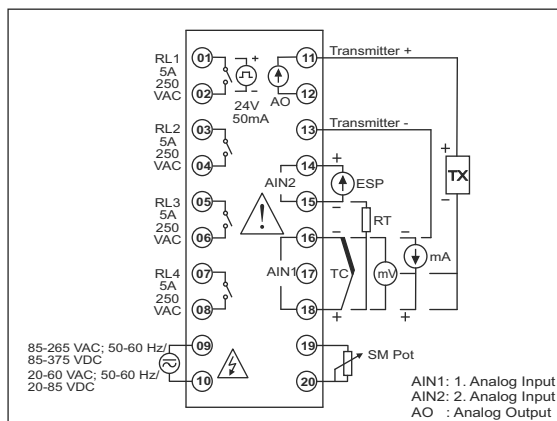 RL1
5A
250
VAC
01
02
24V
50mA
+
-
AO
11
12
Transmitter +
RL2
5A
250
VAC
03
04
13
Transmitter -
AIN2
14
15
+
-
ESP
RT
+
TX
-
RL3
5A
250
VAC
05
06
!
AIN1
16
17
18
-
TC
+
mV
-
mA
+
RL4
5A
250
VAC
07
08
85-265 VAC; 50-60 Hz/
85-375 VDC
20-60 VAC; 50-60 Hz/
20-85 VDC
09
10
19
20
SM Pot
AIN1: 1. Analog Input
AIN2: 2. Analog Input
AO : Analog Output